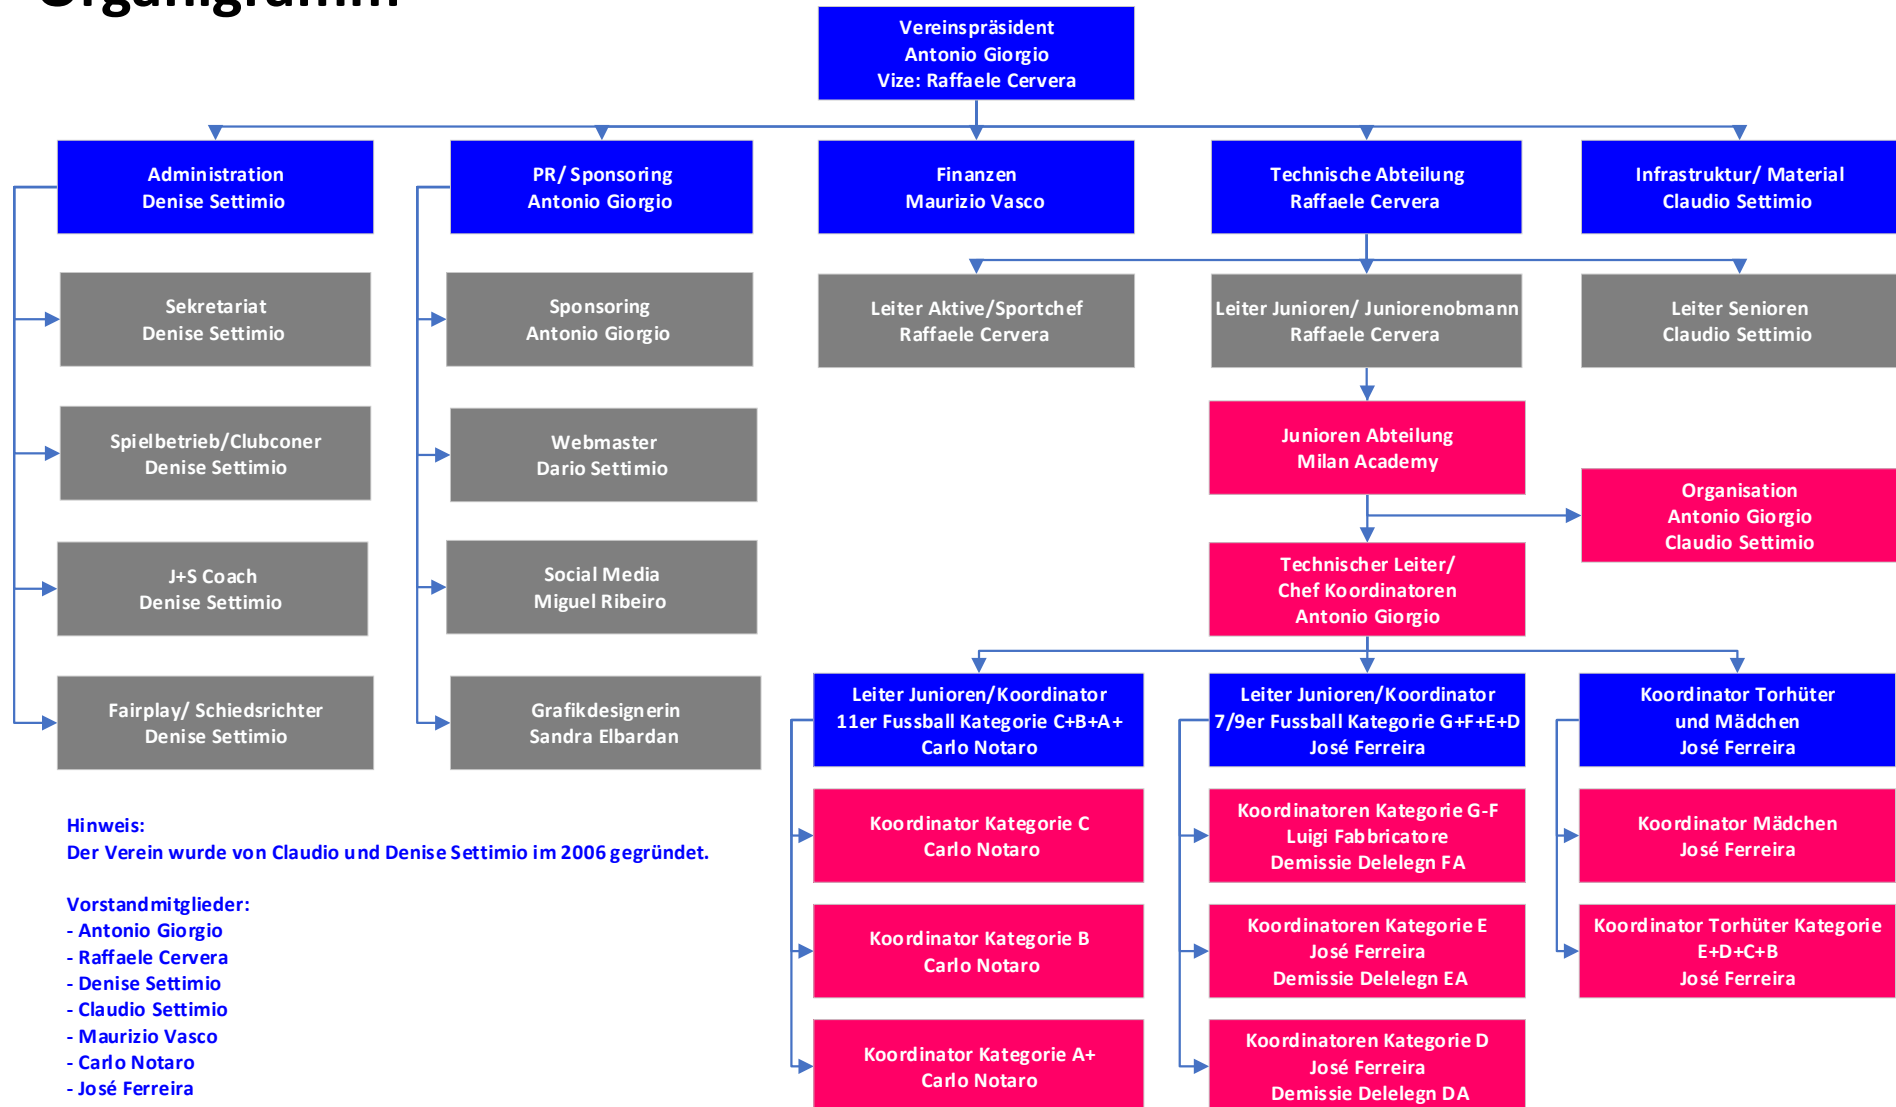 Organigramm
Vereinspräsident
Antonio Giorgio
Vize: Raffaele Cervera
Administration
Denise Settimio
PR/ Sponsoring
Antonio Giorgio
Finanzen
Maurizio Vasco
Technische Abteilung
Raffaele Cervera
Infrastruktur/ Material
Claudio Settimio
Sekretariat
Denise Settimio
Sponsoring
Antonio Giorgio
Leiter Aktive/Sportchef
Raffaele Cervera
Leiter Junioren/ Juniorenobmann
Raffaele Cervera
Leiter Senioren
Claudio Settimio
Spielbetrieb/Clubconer
Denise Settimio
Webmaster
Dario Settimio
Junioren Abteilung
Milan Academy
Organisation
Antonio Giorgio
Claudio Settimio
J+S Coach
Denise Settimio
Social Media
Miguel Ribeiro
Technischer Leiter/
Chef Koordinatoren
Antonio Giorgio
Fairplay/ Schiedsrichter
Denise Settimio
Grafikdesignerin
Sandra Elbardan
Leiter Junioren/Koordinator
11er Fussball Kategorie C+B+A+
Carlo Notaro
Leiter Junioren/Koordinator
7/9er Fussball Kategorie G+F+E+D
José Ferreira
Koordinator Torhüter
und Mädchen
José Ferreira
Koordinator Kategorie C
Carlo Notaro
Koordinatoren Kategorie G-F
Luigi Fabbricatore
Demissie Delelegn FA
Koordinator Mädchen
José Ferreira
Koordinator Kategorie B
Carlo Notaro
Koordinatoren Kategorie E
José Ferreira
Demissie Delelegn EA
Koordinator Torhüter Kategorie
E+D+C+B
José Ferreira
Koordinator Kategorie A+
Carlo Notaro
Koordinatoren Kategorie D
José Ferreira
Demissie Delelegn DA
Hinweis:
Der Verein wurde von Claudio und Denise Settimio im 2006 gegründet.
Vorstandmitglieder:
- Antonio Giorgio
- Raffaele Cervera
- Denise Settimio
- Claudio Settimio
- Maurizio Vasco
- Carlo Notaro
- José Ferreira